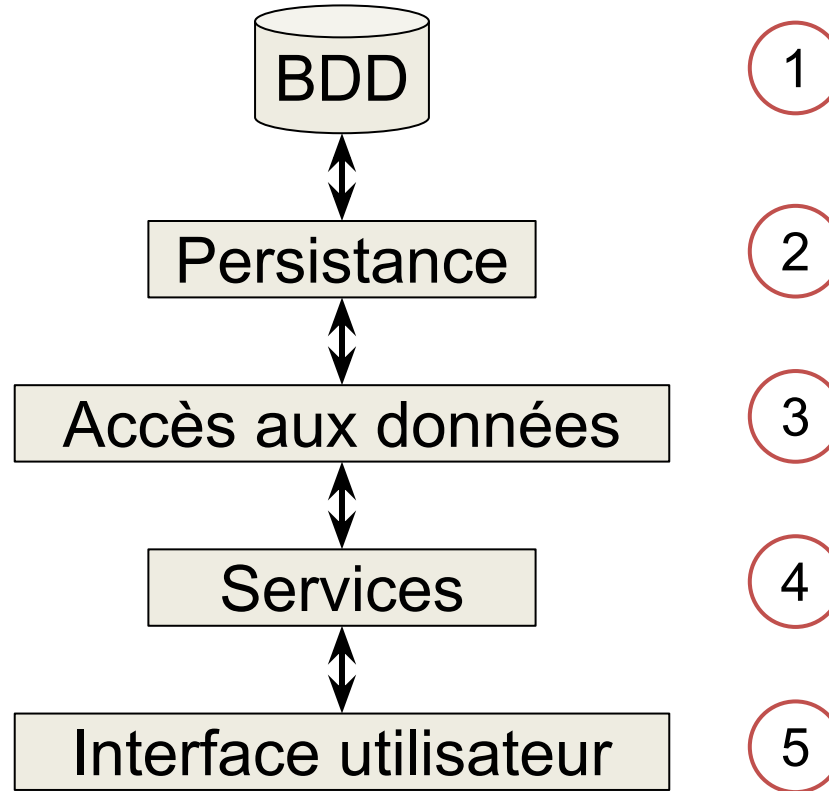 BDD
1
Persistance
2
Accès aux données
3
Services
4
Interface utilisateur
5